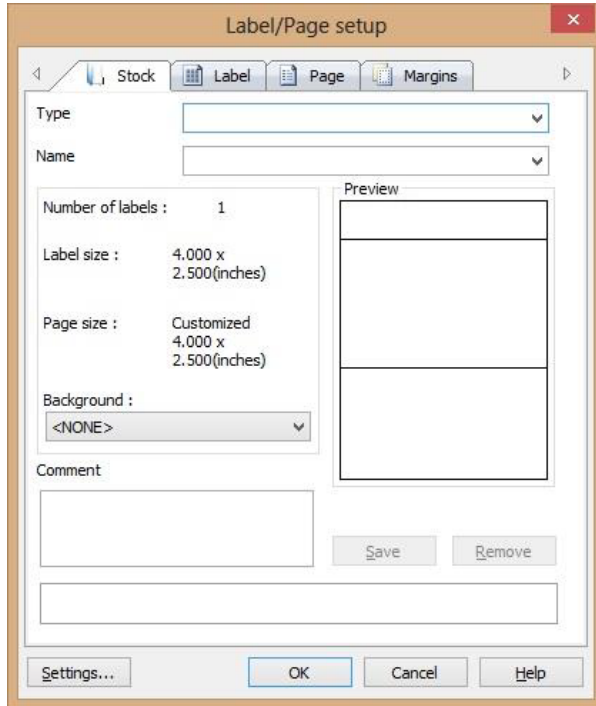 Label/Page setup
Stock Label Page Margins
Type
Name
Number of labels : 1
Label size : 4.000 x
2.500(inches)
Page size : Customized
4.000 x
2.500(inches)
Background :
<NONE>
Preview
Comment
Save Remove
Settings... OK Cancel Help